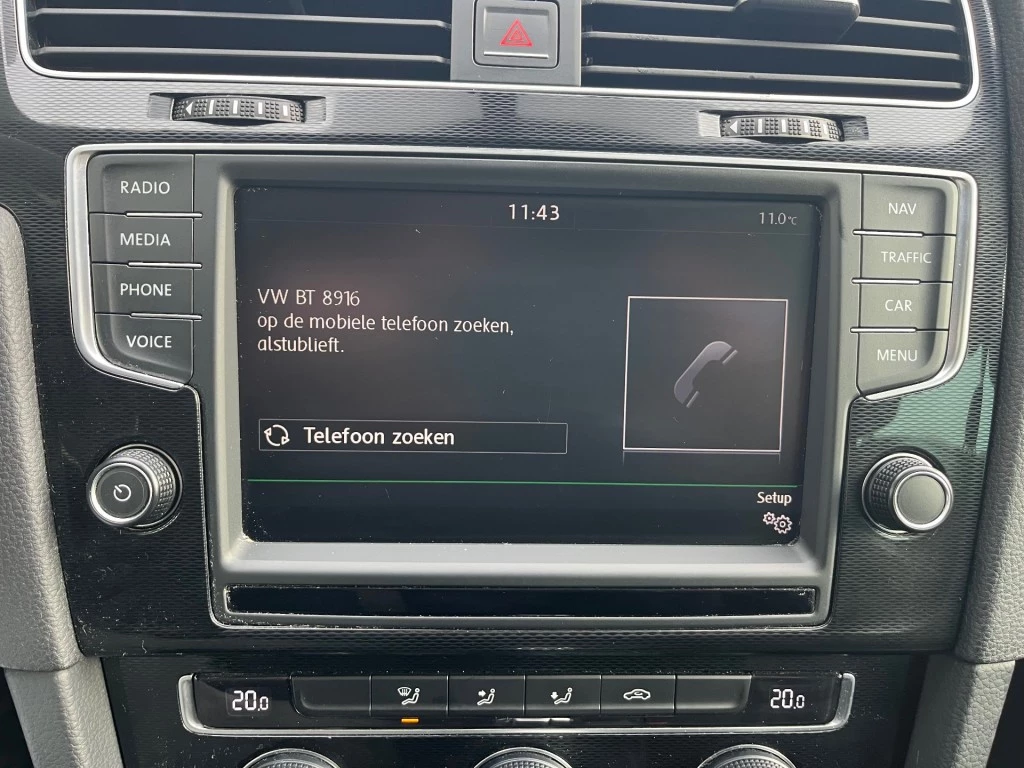 RADIO
MEDIA
PHONE
VOICE
11:43
11.0°C
VW BT 8916
op de mobiele telefoon zoeken,
alstublieft.
Telefoon zoeken
Setup
NAV
TRAFFIC
CAR
MENU
20.0
20.0